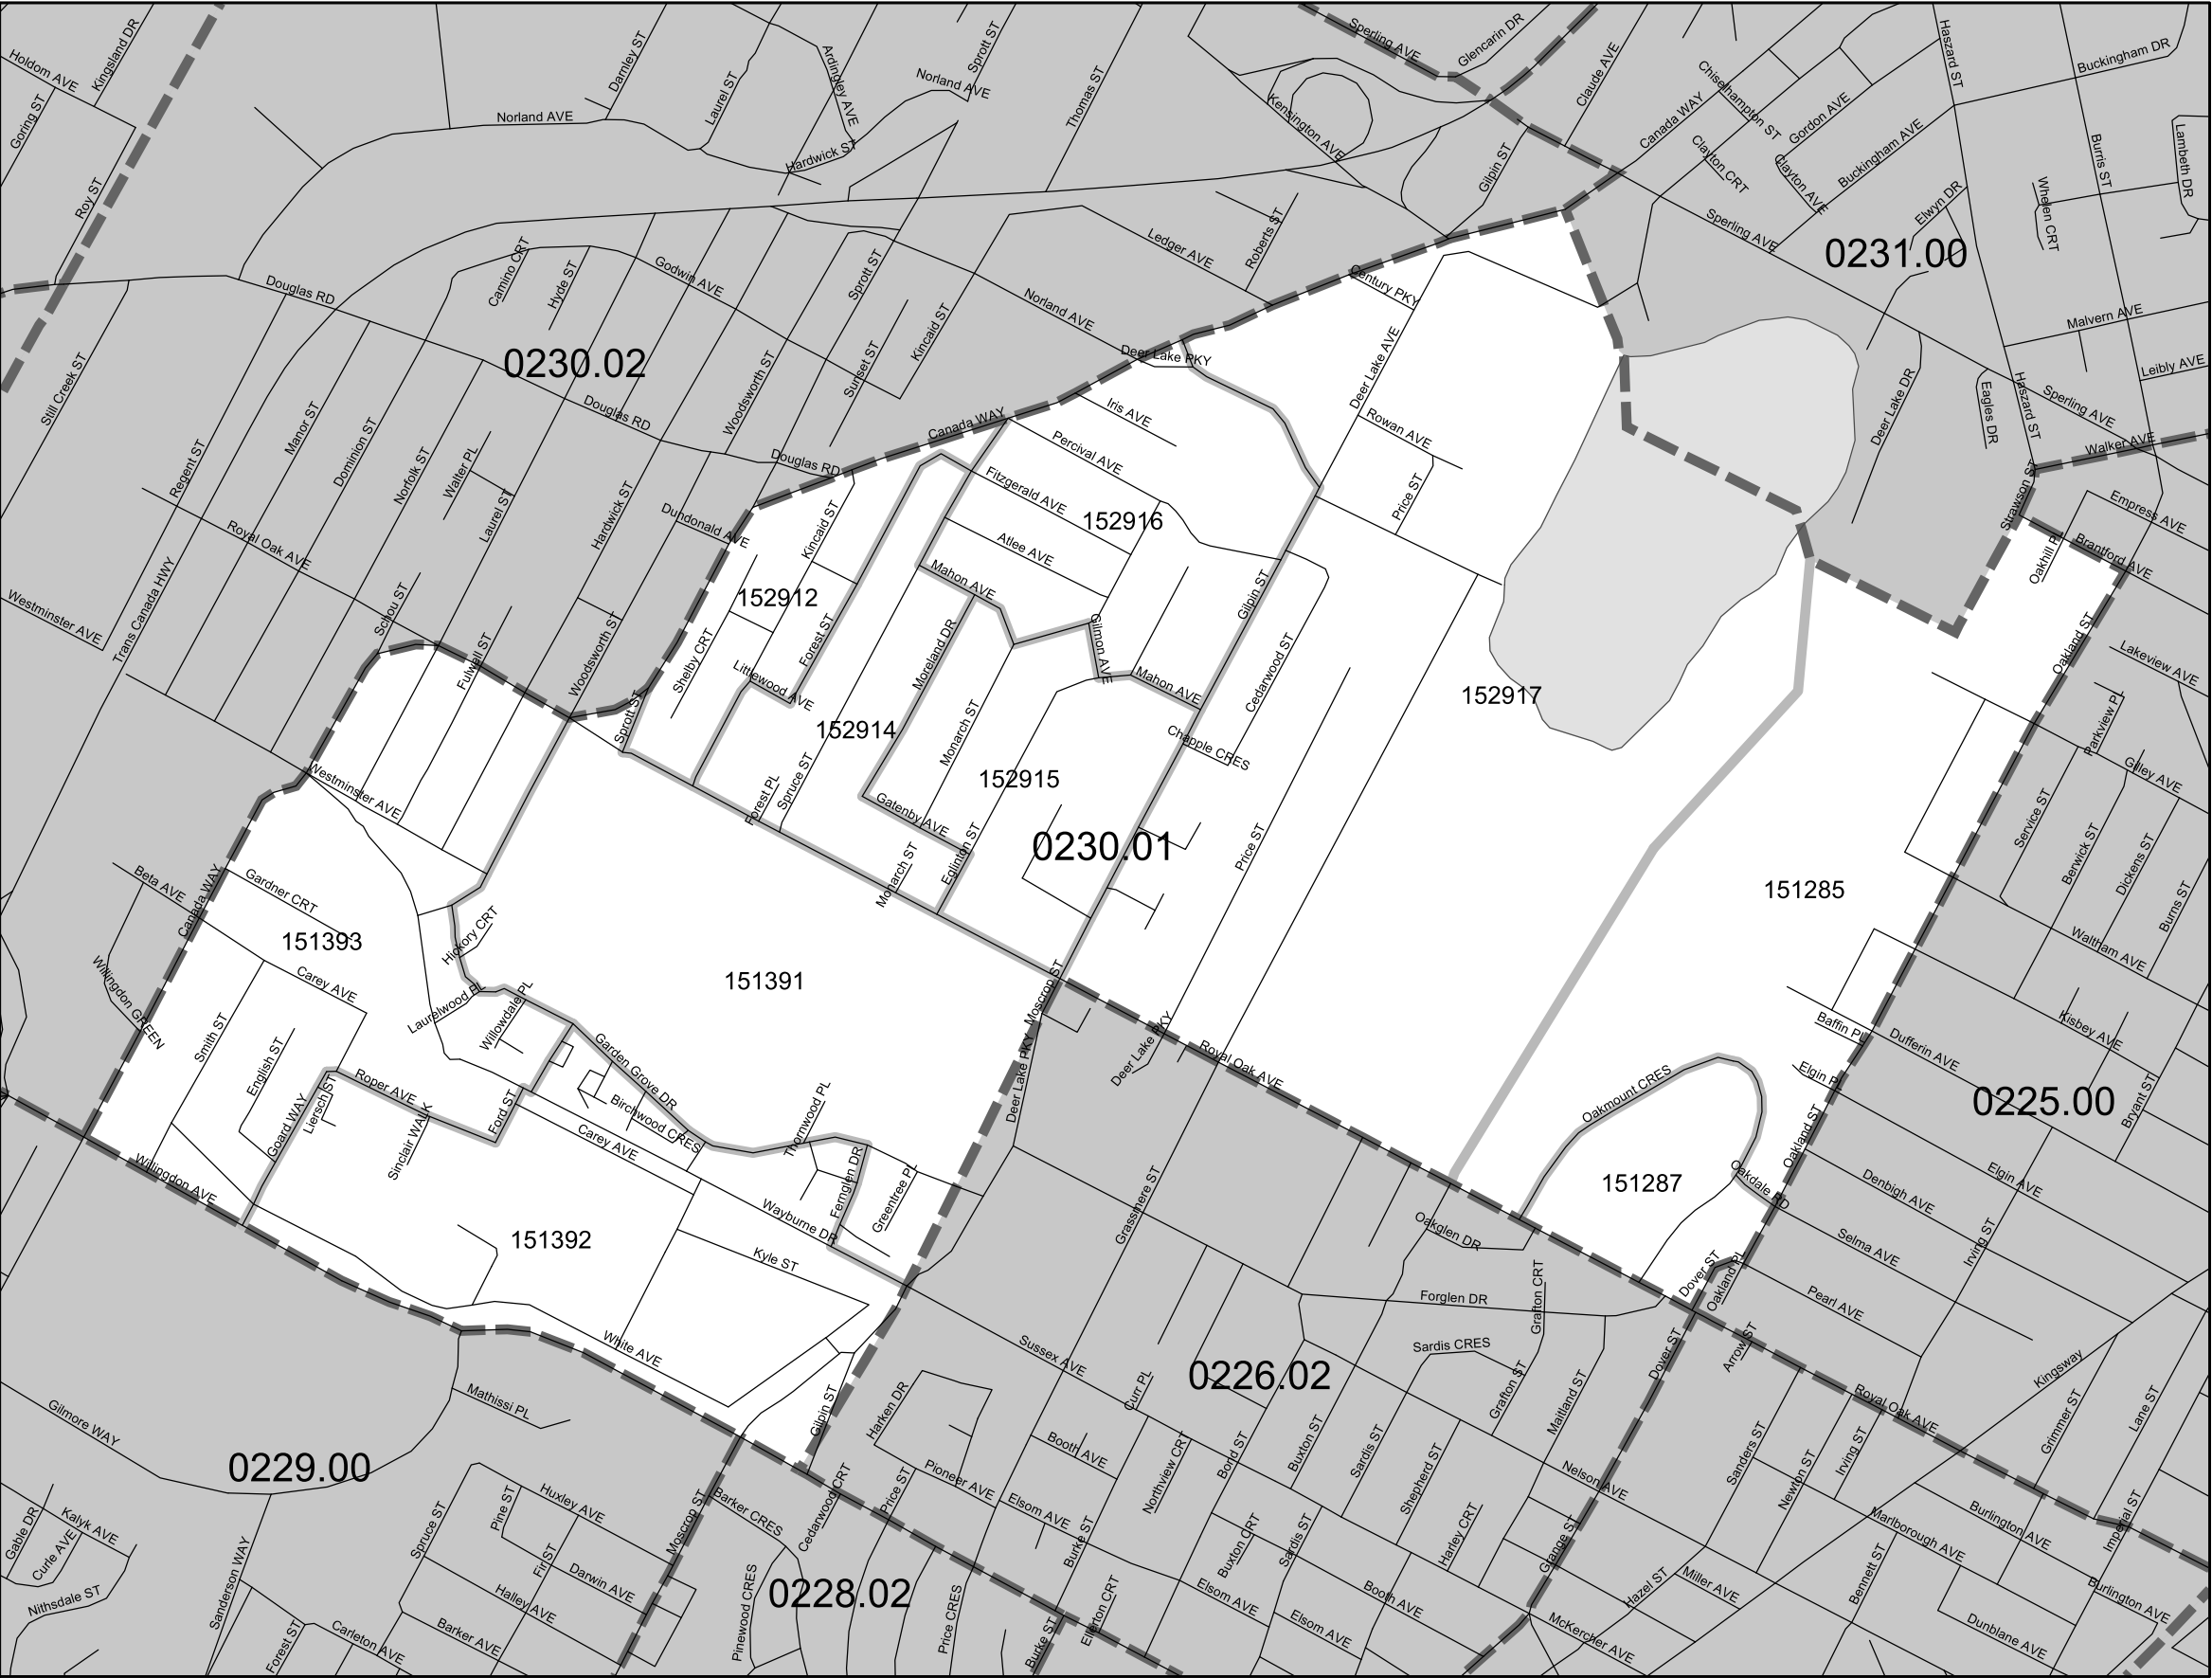 Holdom AVE
Kingsland DR
Goring ST
Roy ST
Norland AVE
Darnley ST
Laurel ST
Ardingley AVE
Hardwick ST
Norland AVE
Sprott ST
Thomas ST
Sperling AVE
Glencarin DR
Kensington AVE
Gilpin ST
Claude AVE
Canada WAY
Chiselhampton ST
Gordon AVE
Clayton CRT
Clayton AVE
Buckingham AVE
Haszard ST
Buckingham DR
Burris ST
Lambeth DR
Whelen CRT
Elwyn DR
Sperling AVE
0231.00
Malvern AVE
Leibly AVE
Sperling AVE
Walker AVE
Haszard ST
Eagles DR
Deer Lake DR
Strawson ST
Empress AVE
Brantford AVE
Oakhill PL
Douglas RD
Camino CRT
Hyde ST
Godwin AVE
Sprott ST
Ledger AVE
Roberts ST
Norland AVE
Century PKY
Deer Lake PKY
Deer Lake AVE
Kincaid ST
Sunset ST
Woodsworth ST
0230.02
Douglas RD
Still Creek ST
Regent ST
Manor ST
Dominion ST
Norfolk ST
Walter PL
Laurel ST
Hardwick ST
Dundonald AVE
Douglas RD
Canada WAY
Iris AVE
Percival AVE
Fitzgerald AVE
152916
Atlee AVE
Rowan AVE
Price ST
Royal Oak AVE
Westminster AVE
Trans Canada HWY
Schou ST
Fulwall ST
Woodsworth ST
Sprott ST
Shelby CRT
Kincaid ST
152912
Forest ST
Littlewood AVE
Mahon AVE
Moreland DR
Gilmon AVE
Mahon AVE
Gilpin ST
Cedarwood ST
Chapple CRES
152917
152914
Monarch ST
152915
Forest PL
Spruce ST
Gatenby AVE
Eglinton ST
Monarch ST
0230.01
Price ST
151285
Oakland ST
Lakeview AVE
Parkview PL
Gilley AVE
Service ST
Berwick ST
Dickens ST
Burns ST
Waltham AVE
Kisbey AVE
Westminster AVE
Beta AVE
Canada WAY
Gardner CRT
151393
Hickory CRT
Willingdon GREEN
Carey AVE
Laurelwood PL
Willowdale PL
151391
Moscrop ST
Deer Lake PKY
Deer Lake PKY
Royal Oak AVE
Smith ST
English ST
Goard WAY
Liersch ST
Roper AVE
Sinclair WALK
Ford ST
Garden Grove DR
Birchwood CRES
Carey AVE
Thornwood PL
Fernglen DR
Greentree PL
Wayburne DR
Willingdon AVE
151392
Kyle ST
White AVE
Gilpin ST
Grassmere ST
Oakmount CRES
151287
Oakdale RD
Oakglen DR
Dover ST
Oakland PL
Baffin PL
Elgin PL
Oakland ST
Dufferin AVE
0225.00
Bryant ST
Denbigh AVE
Elgin AVE
Selma AVE
Irving ST
Pearl AVE
Forglen DR
Grafton CRT
Sardis CRES
Grafton ST
Maitland ST
Dover ST
Arrow ST
Kingsway
Royal Oak AVE
Grimmer ST
Lane ST
Sussex AVE
0226.02
Curr PL
Harken DR
Booth AVE
Pioneer AVE
Elsom AVE
Northview CRT
Bond ST
Buxton ST
Sardis ST
Shepherd ST
Nelson AVE
Sanders ST
Newton ST
Irving ST
Marlborough AVE
Burlington AVE
Imperial ST
Burlington AVE
Dunblane AVE
Bennett ST
Gilmore WAY
Mathissi PL
0229.00
Gable DR
Kalyk AVE
Curle AVE
Nithsdale ST
Sanderson WAY
Forest ST
Carleton AVE
Spruce ST
Pine ST
Huxley AVE
Fir ST
Darwin AVE
Halley AVE
Barker AVE
Moscrop ST
Barker CRES
Cedarwood CRT
Price ST
0228.02
Pinewood CRES
Price CRES
Burke ST
Burke ST
Ellerton CRT
Buxton CRT
Sardis ST
Elsom AVE
Elsom AVE
Booth AVE
Harley CRT
Grange ST
Hazel ST
Miller AVE
McKercher AVE